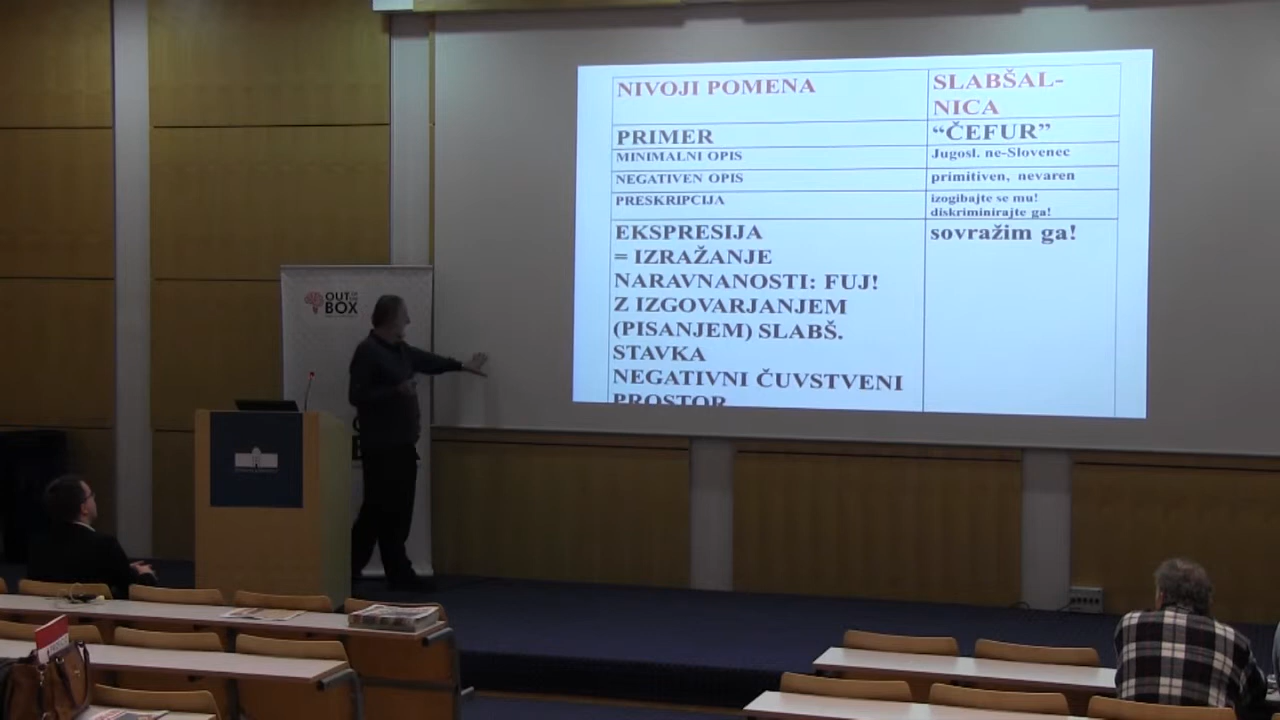 NIVOJI POMENA
SLABŠAL-
NICA
PRIMER
“ČEFUR”
MINIMALNI OPIS
Jugosl. ne-Slovenec
NEGATIVEN OPIS
primitiven, nevaren
PRESKRIPCIJA
izogibajte se mu!
diskriminirajte ga!
EKSPRESIJA
sovražim ga!
= IZRAŽANJE
NARAVNANOSTI: FUJ!
Z IZGOVARJANJEM
(PISANJEM) SLABŠ.
STAVKA
NEGATIVNI ČUVSTVENI
PROSTOR
OUT
BOX